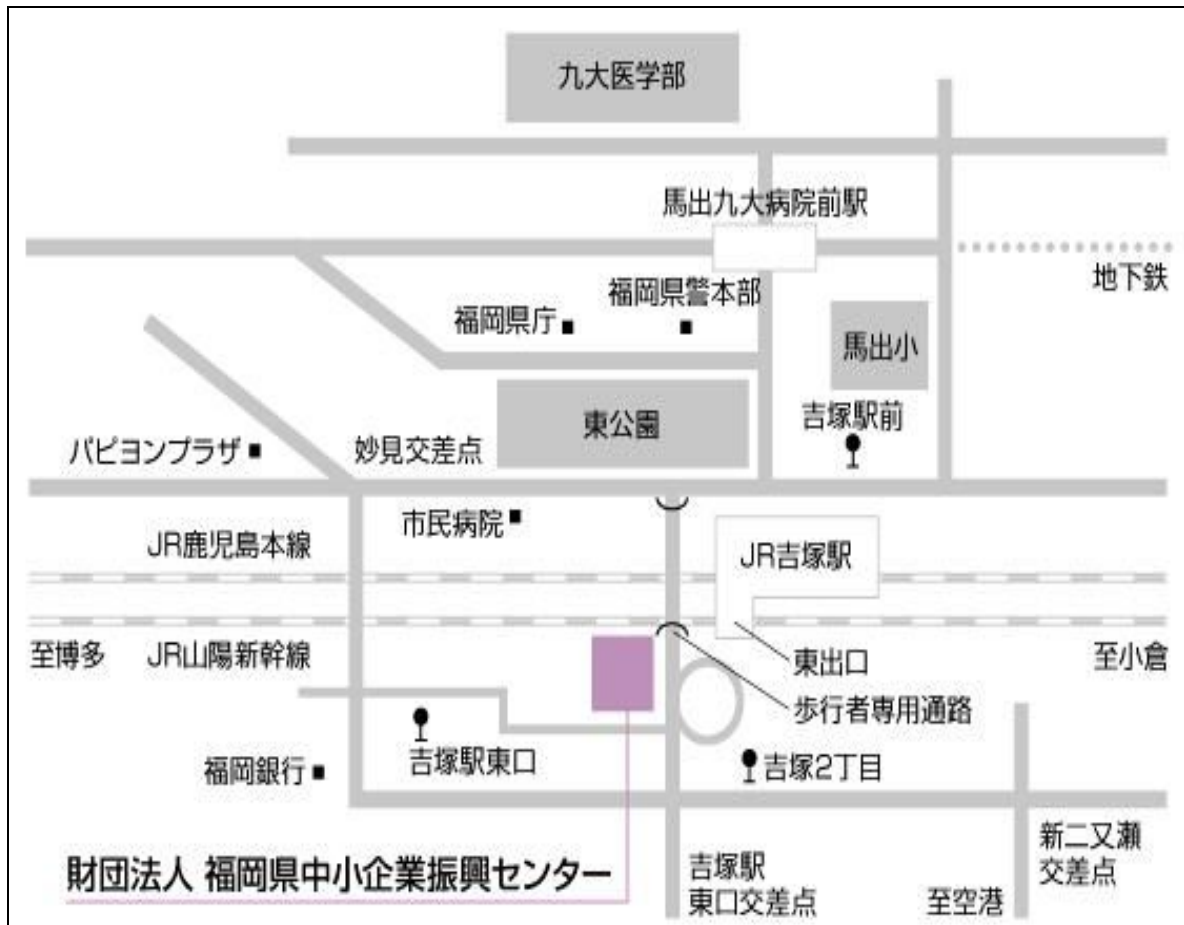 九大医学部
馬出九大病院前駅
地下鉄
福岡県警本部
福岡県庁
馬出小
吉塚駅前
東公園
パピヨンプラザ
妙見交差点
市民病院
JR鹿児島本線
JR吉塚駅
至博多
JR山陽新幹線
東出口
至小倉
歩行者専用通路
吉塚駅東口
吉塚2丁目
福岡銀行
新二又瀬
交差点
財団法人 福岡県中小企業振興センター
吉塚駅
東口交差点
至空港